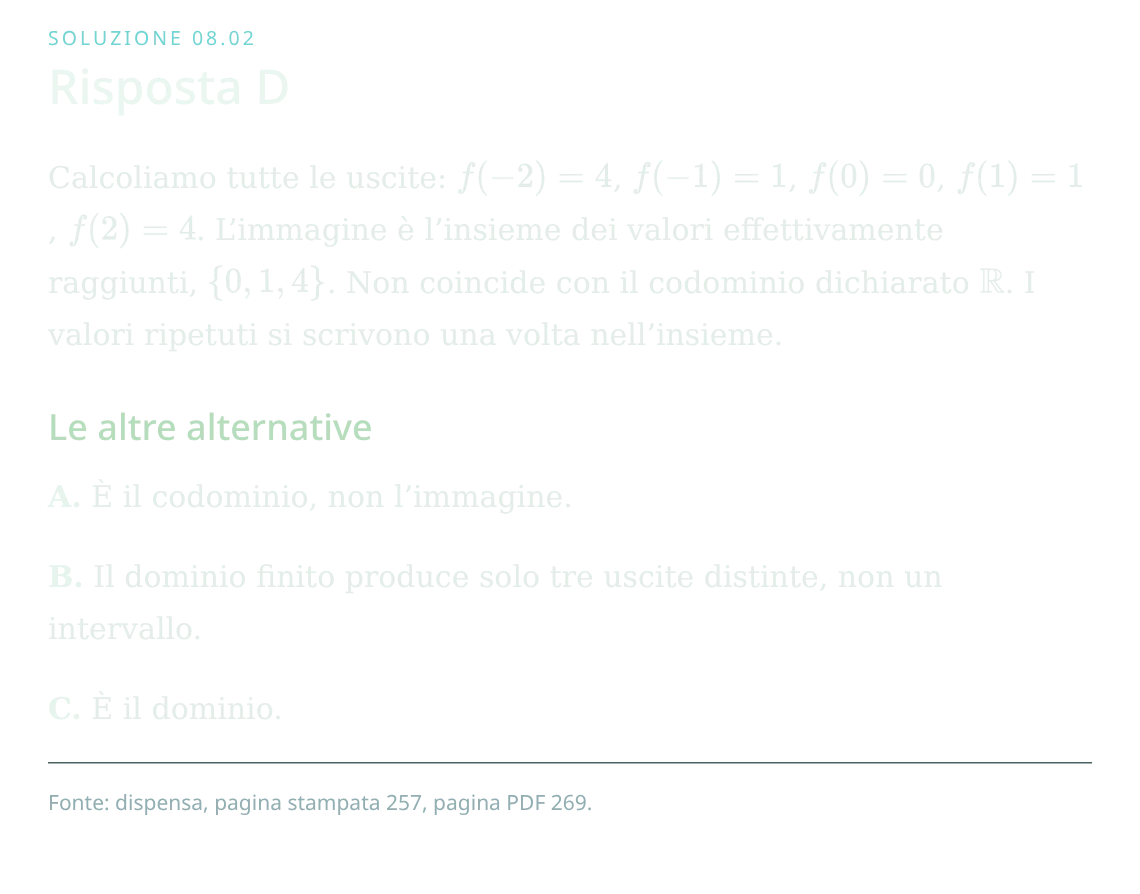 SOLUZIONE 08.02
Risposta D
Calcoliamo tutte le uscite: f(−2) = 4, f(−1) = 1, f(0) = 0, f(1) = 1
, f(2) = 4. L’immagine è l’insieme dei valori effettivamente
raggiunti, {0, 1, 4}. Non coincide con il codominio dichiarato ℝ. I
valori ripetuti si scrivono una volta nell’insieme.
Le altre alternative
A. È il codominio, non l’immagine.
B. Il dominio finito produce solo tre uscite distinte, non un
intervallo.
C. È il dominio.
Fonte: dispensa, pagina stampata 257, pagina PDF 269.